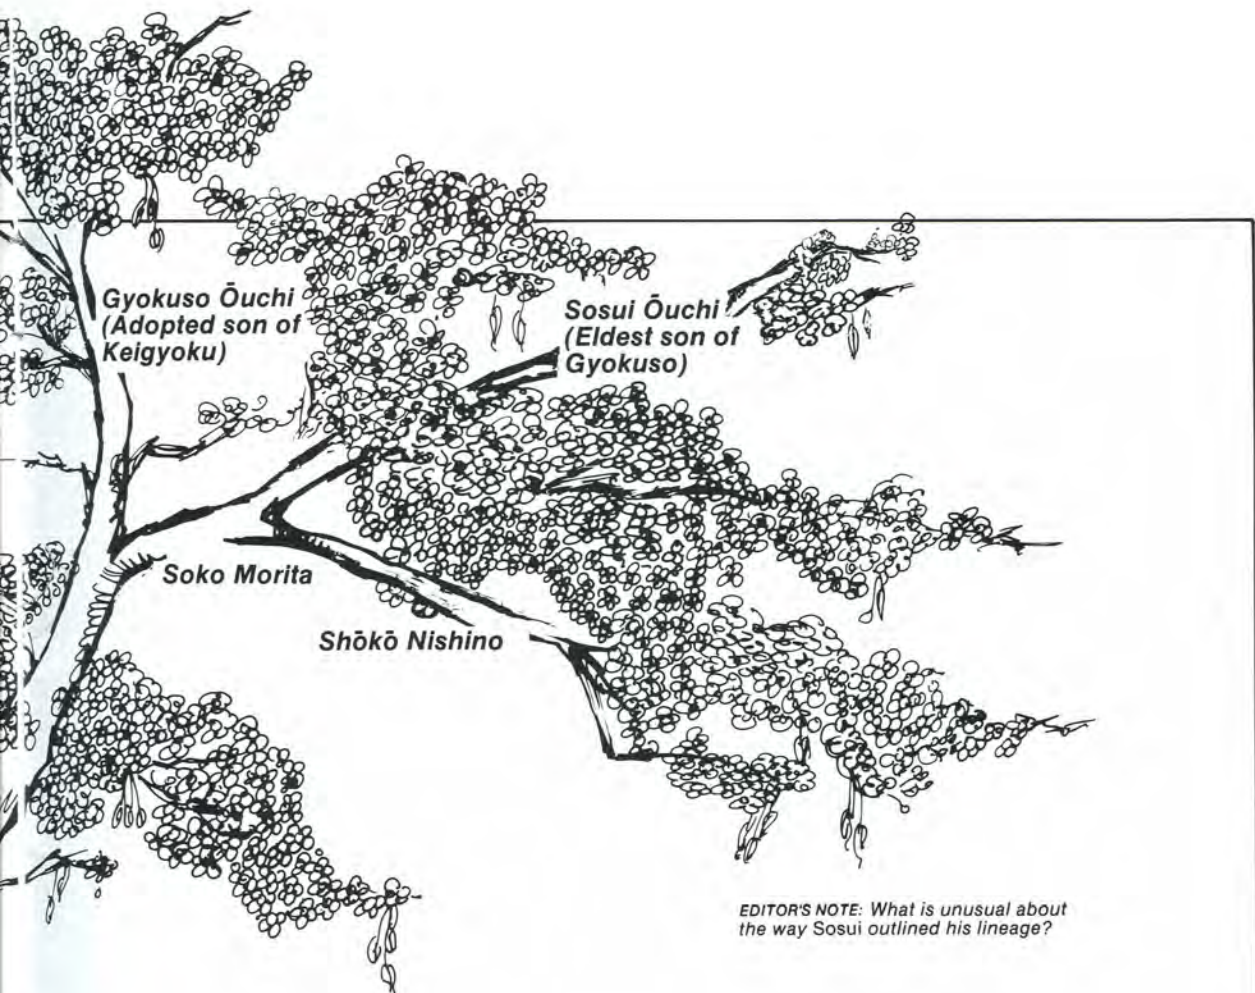 Gyokuso Ōuchi
(Adopted son of
Keigyoku)
Sosui Ōuchi
(Eldest son of
Gyokuso)
Soko Morita
Shōkō Nishino
EDITOR'S NOTE: What is unusual about
the way Sosui outlined his lineage?